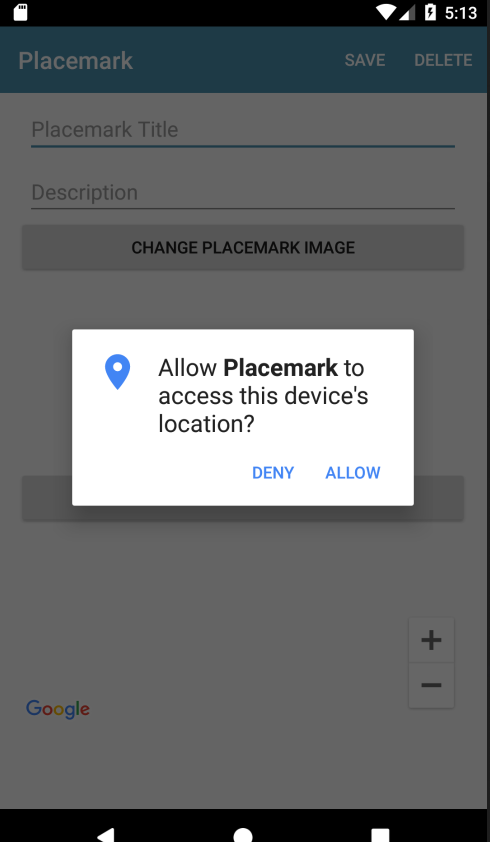 5:13
Placemark SAVE DELETE
Placemark Title
Description
CHANGE PLACEMARK IMAGE
Allow Placemark to
access this device's
location?
DENY ALLOW
+
−
Google